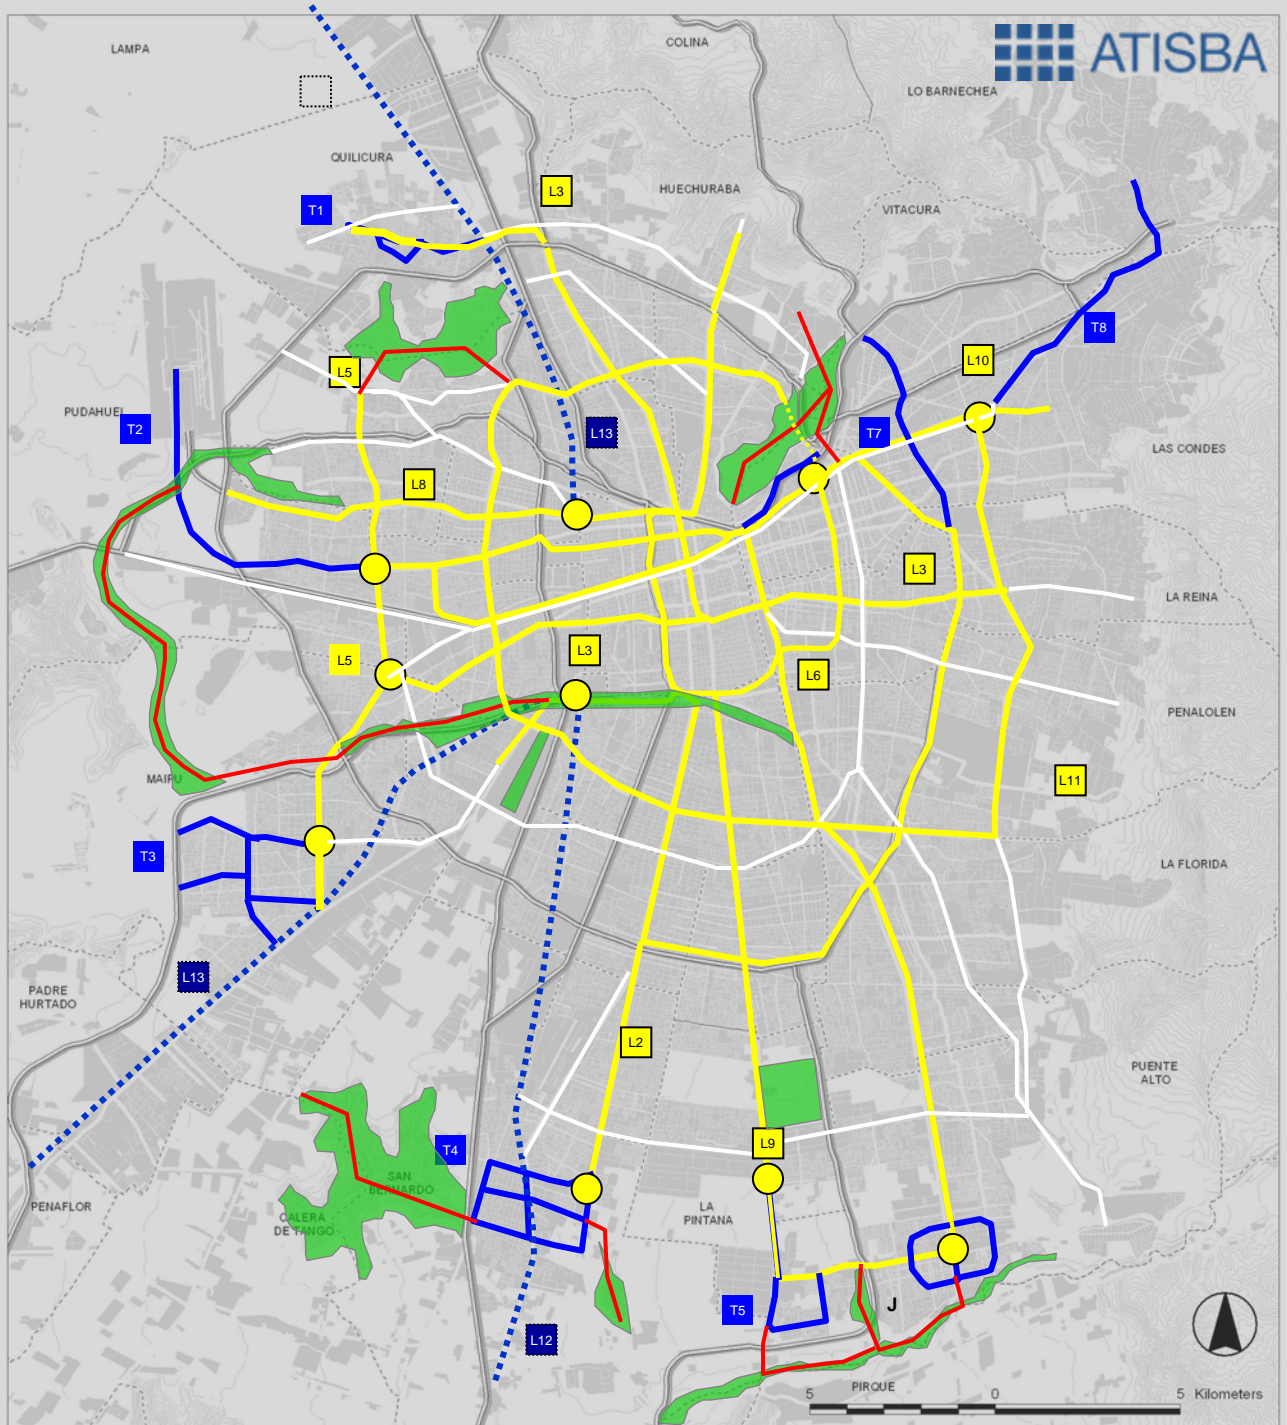 ATISBA
LAMPA
COLINA
LO BARNECHEA
QUILICURA
HUECHURABA
L3
T1
VITACURA
T8
L10
L5
PUDAHUEL
T2
L13
T7
LAS CONDES
L8
L3
LA REINA
L3
L5
L6
PENALOLEN
MAIPU
L11
T3
LA FLORIDA
L13
PADRE
HURTADO
L2
PUENTE
ALTO
L9
T4
SAN
BERNARDO
PENAFLOR
CALERA
DE TANGO
LA
PINTANA
T5
J
L12
PIRQUE
5 0 5 Kilometers